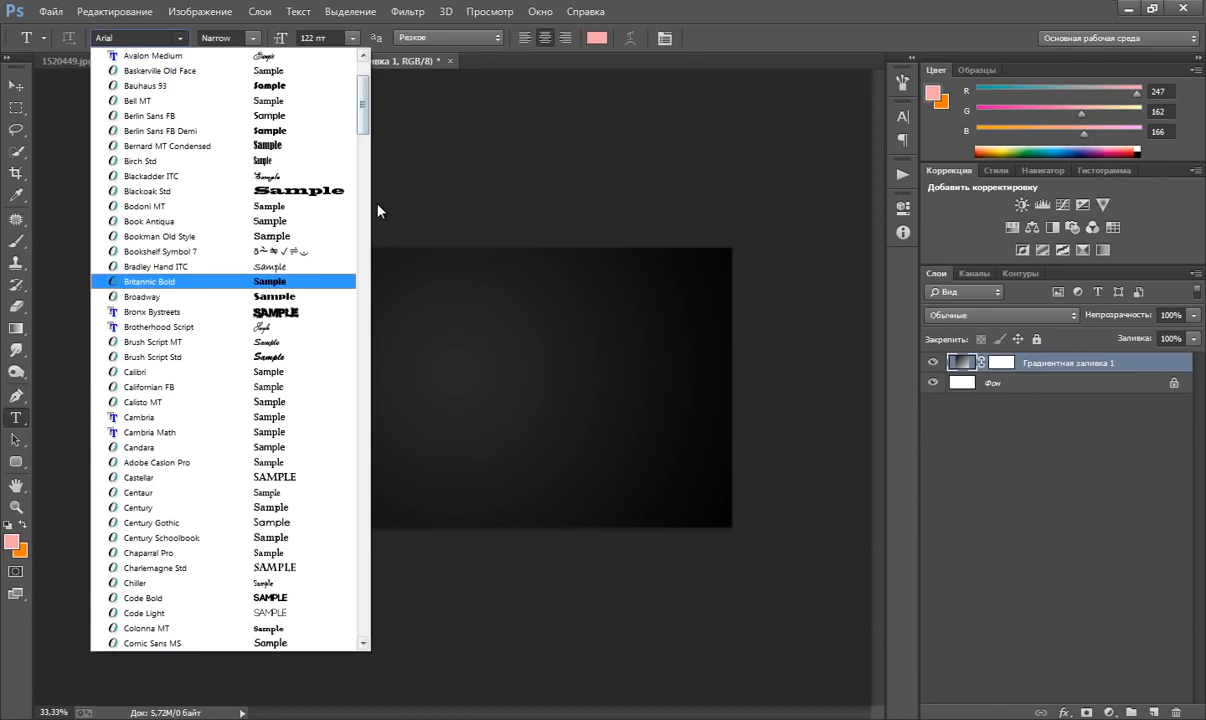 Ps Файл Редактирование Изображение Слои Текст Выделение Фильтр 3D Просмотр Окно Справка
T Arial Narrow 122 пт Резкое Основная рабочая среда
1520449.jpg ивка 1, RGB/8) *
Avalon Medium Sample
Baskerville Old Face Sample
Bauhaus 93 Sample
Bell MT Sample
Berlin Sans FB Sample
Berlin Sans FB Demi Sample
Bernard MT Condensed Sample
Birch Std Sample
Blackadder ITC Sample
Blackoak Std Sample
Bodoni MT Sample
Book Antiqua Sample
Bookman Old Style Sample
Bookshelf Symbol 7
Bradley Hand ITC Sample
Britannic Bold Sample
Broadway Sample
Bronx Bystreets SAMPLE
Brotherhood Script Sample
Brush Script MT Sample
Brush Script Std Sample
Calibri Sample
Californian FB Sample
Calisto MT Sample
Cambria Sample
Cambria Math Sample
Candara Sample
Adobe Caslon Pro Sample
Castellar SAMPLE
Centaur Sample
Century Sample
Century Gothic Sample
Century Schoolbook Sample
Chaparral Pro Sample
Charlemagne Std SAMPLE
Chiller Sample
Code Bold SAMPLE
Code Light SAMPLE
Colonna MT Sample
Comic Sans MS Sample
33,33% Док: 5,72M/0 байт
Цвет Образцы
R 247
G 162
B 166
Коррекция Стили Навигатор Гистограмма
Добавить корректировку
Слои Каналы Контуры
Вид
Обычные Непрозрачность: 100%
Закрепить: Заливка: 100%
Градиентная заливка 1
Фон
fx